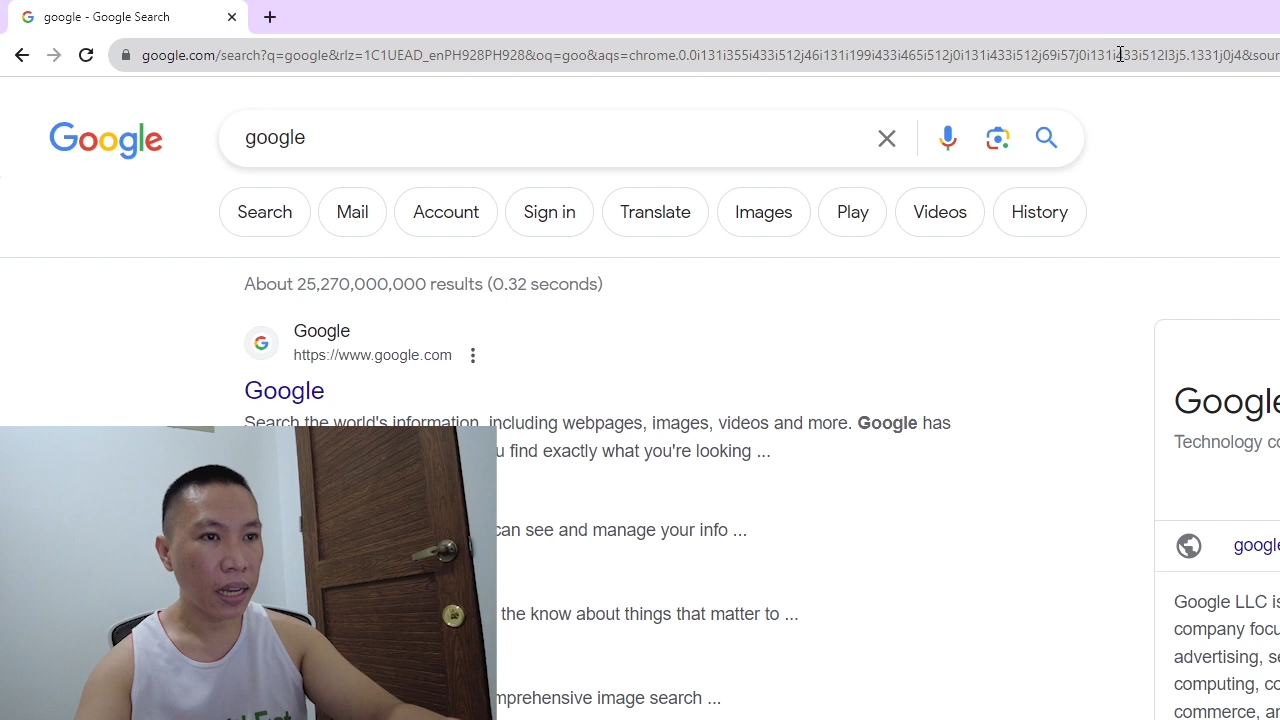 google - Google Search
google.com/search?q=google&rlz=1C1UEAD_enPH928PH928&oq=goo&aqs=chrome.0.0i131i355i433i512j46i131i199i433i465i512j0i131i433i512j69i57j0i131i433i512l3j5.1331j0j4&sour
Google
google
Search
Mail
Account
Sign in
Translate
Images
Play
Videos
History
About 25,270,000,000 results (0.32 seconds)
Google
https://www.google.com
Google
Search the world's information, including webpages, images, videos and more. Google has
find exactly what you're looking ...
can see and manage your info ...
the know about things that matter to ...
mprehensive image search ...
Google
Technology co
google
Google LLC is
company focu
advertising, se
computing, co
commerce, ar